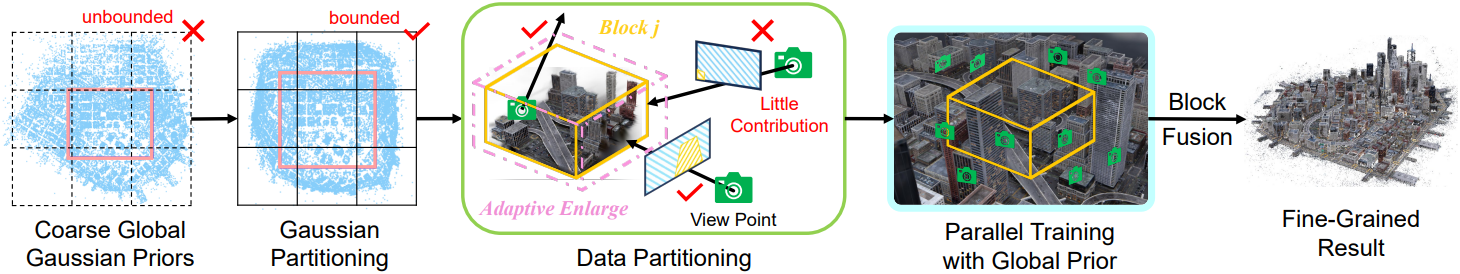 unbounded
bounded
Block j
Adaptive Enlarge
Little
Contribution
View Point
Block
Fusion
Coarse Global
Gaussian Priors
Gaussian
Partitioning
Data Partitioning
Parallel Training
with Global Prior
Fine-Grained
Result